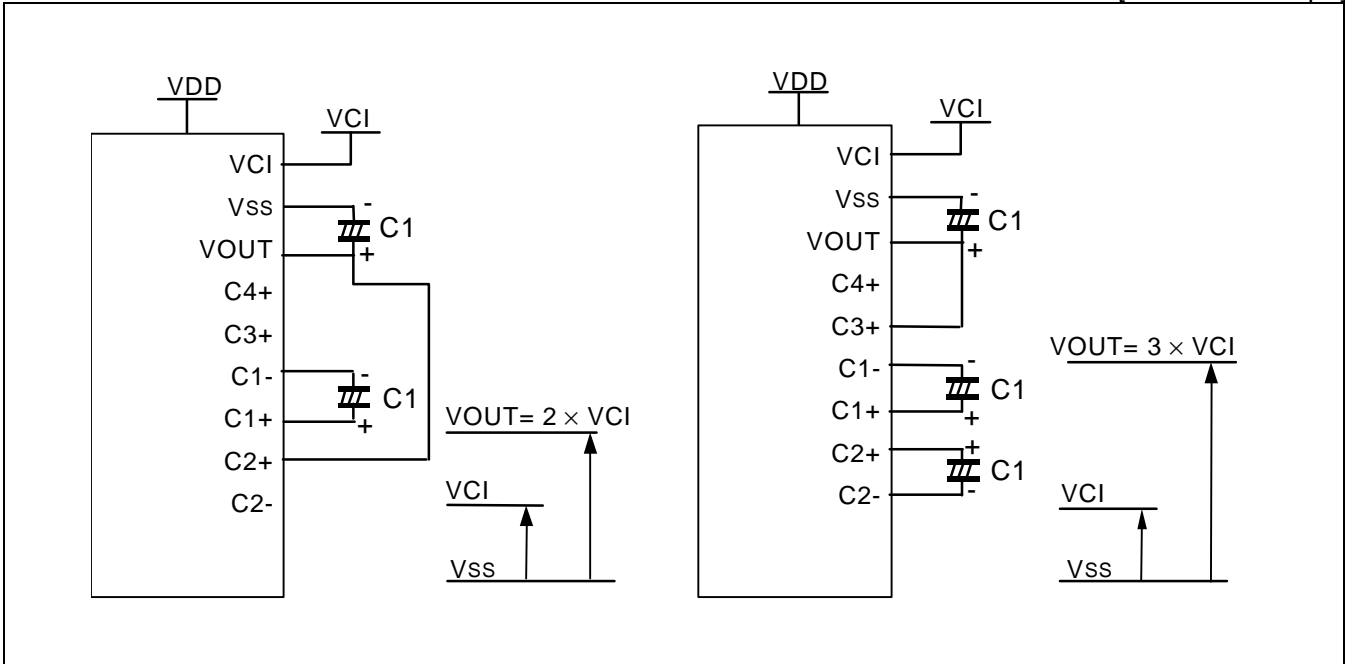 VDD
VCI
VCI
Vss
-
C1
VOUT
+
C4+
C3+
C1-
-
C1
C1+
+
C2+
C2-
VOUT= 2 × VCI
VCI
Vss
VDD
VCI
VCI
Vss
-
C1
VOUT
+
C4+
C3+
C1-
-
C1
C1+
+
C2+
+
C1
C2-
-
VOUT= 3 × VCI
VCI
Vss